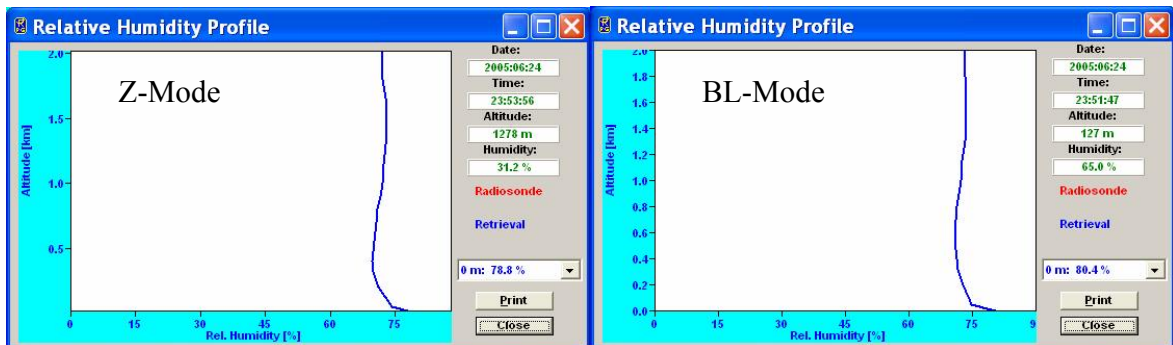 Relative Humidity Profile
Z-Mode
Altitude [km]
2.0
1.5
1.0
0.5
0
15
30
45
60
75
Rel. Humidity [%]
Date:
2005:06:24
Time:
23:53:56
Altitude:
1278 m
Humidity:
31.2 %
Radiosonde
Retrieval
0 m: 78.8 %
Print
Close
Relative Humidity Profile
BL-Mode
Altitude [km]
2.0
1.8
1.6
1.4
1.2
1.0
0.8
0.6
0.4
0.2
0.0
0
15
30
45
60
75
9
Rel. Humidity [%]
Date:
2005:06:24
Time:
23:51:47
Altitude:
127 m
Humidity:
65.0 %
Radiosonde
Retrieval
0 m: 80.4 %
Print
Close